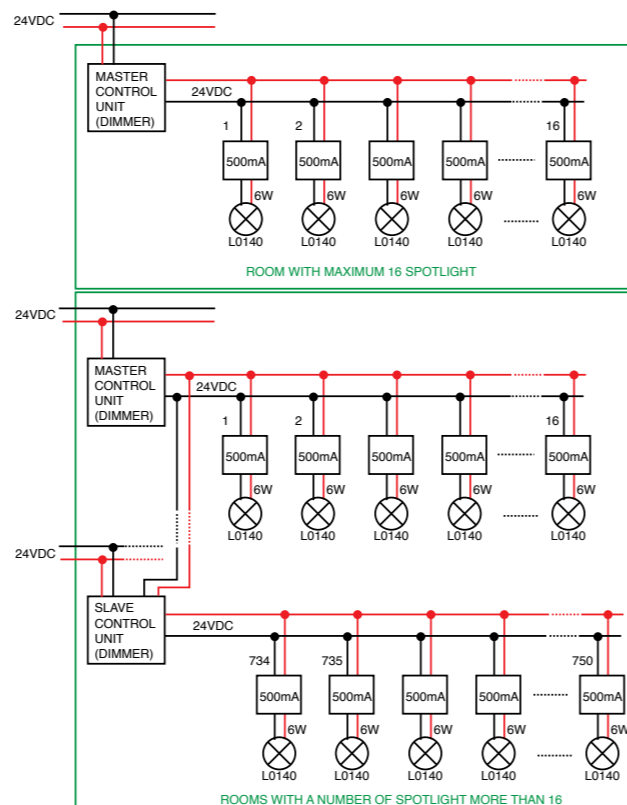 24VDC
MASTER
CONTROL
UNIT
(DIMMER)
24VDC
1 2 16
500mA 500mA 500mA 500mA 500mA
6W 6W 6W 6W 6W
L0140 L0140 L0140 L0140 L0140
ROOM WITH MAXIMUM 16 SPOTLIGHT
24VDC
MASTER
CONTROL
UNIT
(DIMMER)
24VDC
1 2 16
500mA 500mA 500mA 500mA 500mA
6W 6W 6W 6W 6W
L0140 L0140 L0140 L0140 L0140
24VDC
SLAVE
CONTROL
UNIT
(DIMMER)
24VDC
734 735 750
500mA 500mA 500mA 500mA 500mA
6W 6W 6W 6W 6W
L0140 L0140 L0140 L0140 L0140
ROOMS WITH A NUMBER OF SPOTLIGHT MORE THAN 16